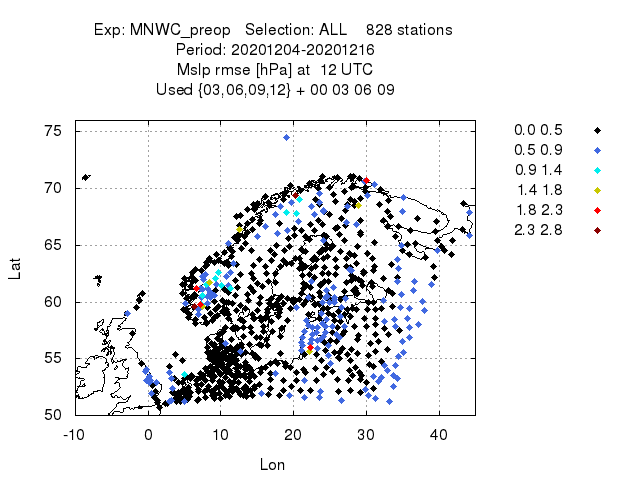 Exp: MNWC_preop   Selection: ALL    828 stations
Period: 20201204-20201216
Mslp rmse [hPa] at  12 UTC
Used {03,06,09,12} + 00 03 06 09
0.0 0.5
0.5 0.9
0.9 1.4
1.4 1.8
1.8 2.3
2.3 2.8
75
70
65
60
55
50
Lat
-10 0 10 20 30 40
Lon